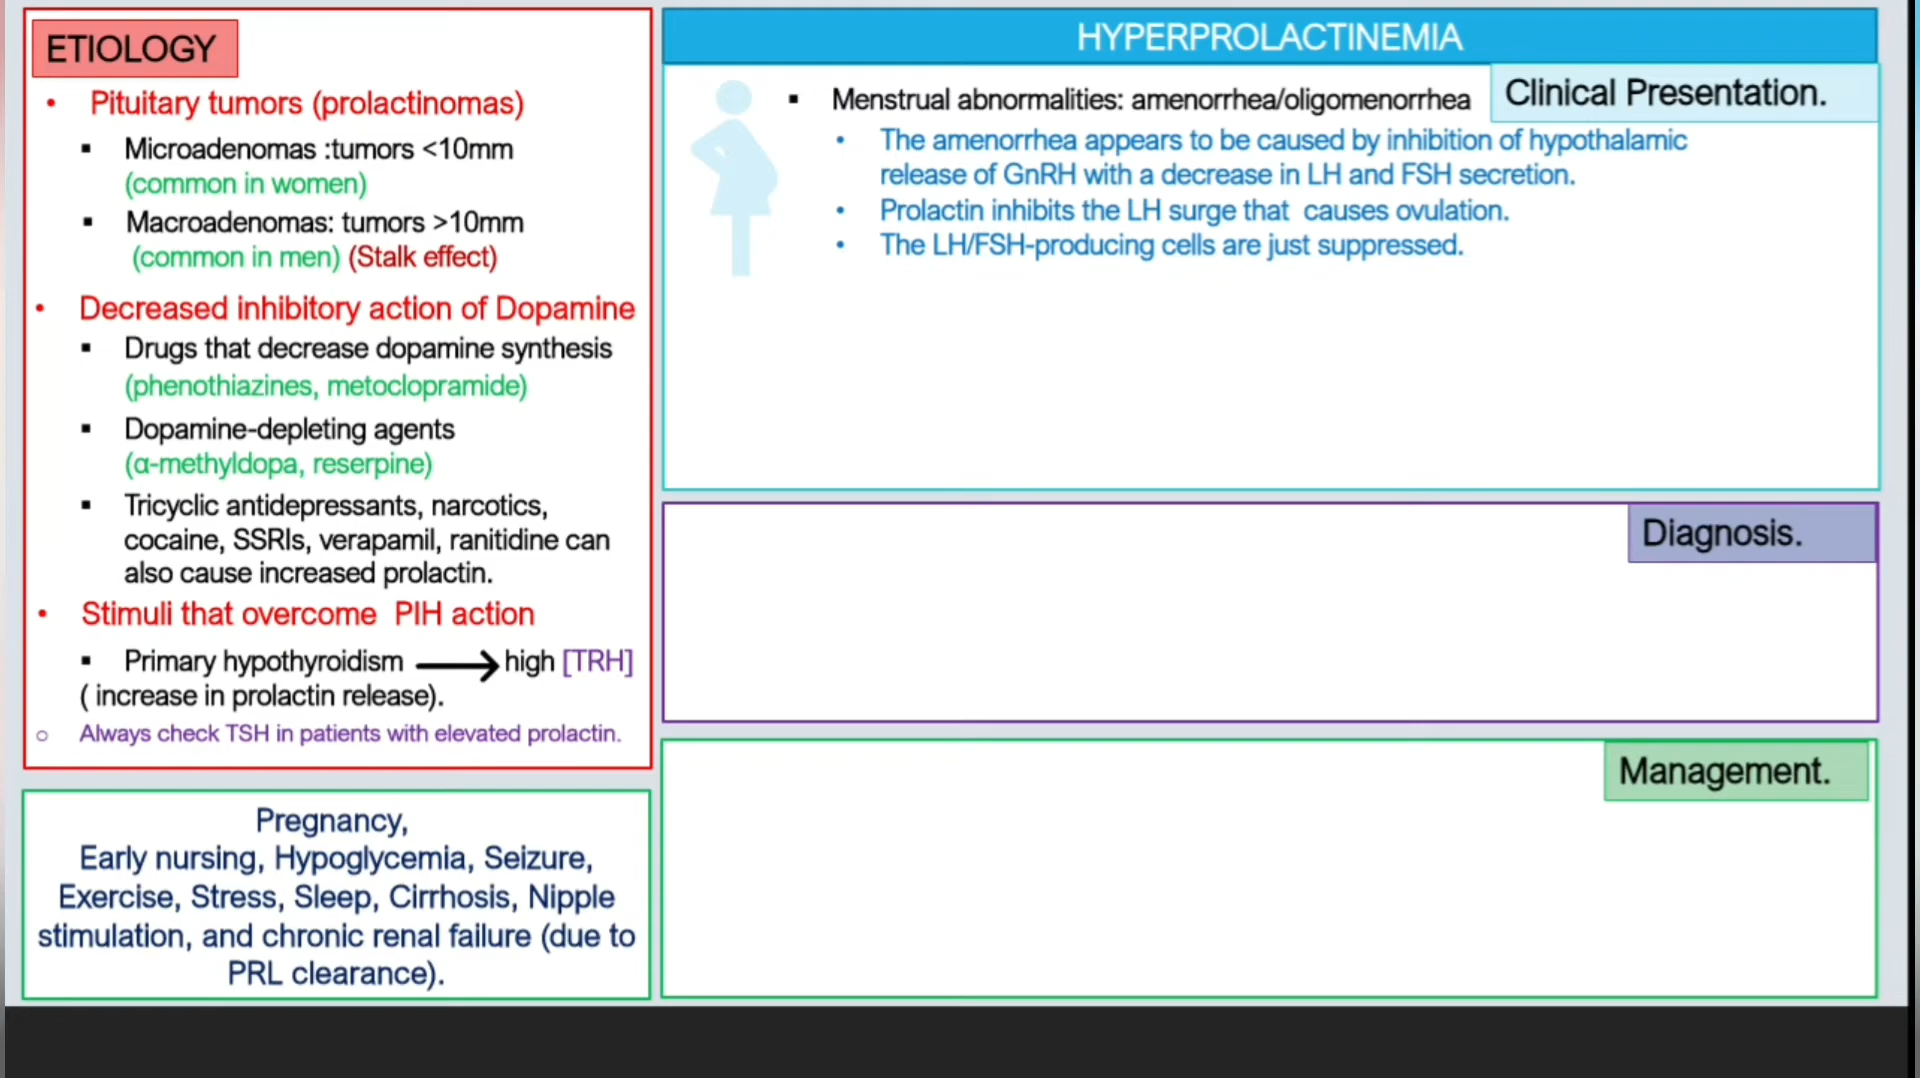 ETIOLOGY
• Pituitary tumors (prolactinomas)
▪ Microadenomas :tumors <10mm
(common in women)
▪ Macroadenomas: tumors >10mm
(common in men) (Stalk effect)
• Decreased inhibitory action of Dopamine
▪ Drugs that decrease dopamine synthesis
(phenothiazines, metoclopramide)
▪ Dopamine-depleting agents
(α-methyldopa, reserpine)
▪ Tricyclic antidepressants, narcotics,
cocaine, SSRIs, verapamil, ranitidine can
also cause increased prolactin.
• Stimuli that overcome PIH action
▪ Primary hypothyroidism ⟶ high [TRH]
( increase in prolactin release).
○ Always check TSH in patients with elevated prolactin.
Pregnancy,
Early nursing, Hypoglycemia, Seizure,
Exercise, Stress, Sleep, Cirrhosis, Nipple
stimulation, and chronic renal failure (due to
PRL clearance).
HYPERPROLACTINEMIA
Clinical Presentation.
▪ Menstrual abnormalities: amenorrhea/oligomenorrhea
• The amenorrhea appears to be caused by inhibition of hypothalamic
release of GnRH with a decrease in LH and FSH secretion.
• Prolactin inhibits the LH surge that causes ovulation.
• The LH/FSH-producing cells are just suppressed.
Diagnosis.
Management.